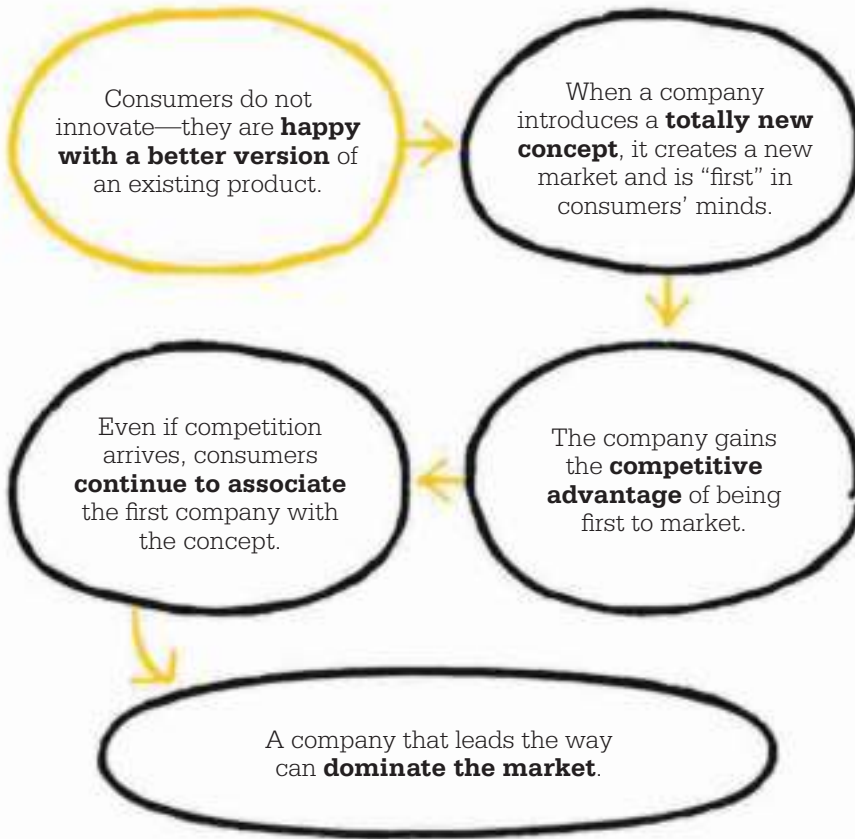 Consumers do not
innovate—they are happy
with a better version of
an existing product.
When a company
introduces a totally new
concept, it creates a new
market and is “first” in
consumers’ minds.
The company gains
the competitive
advantage of being
first to market.
Even if competition
arrives, consumers
continue to associate
the first company with
the concept.
A company that leads the way
can dominate the market.